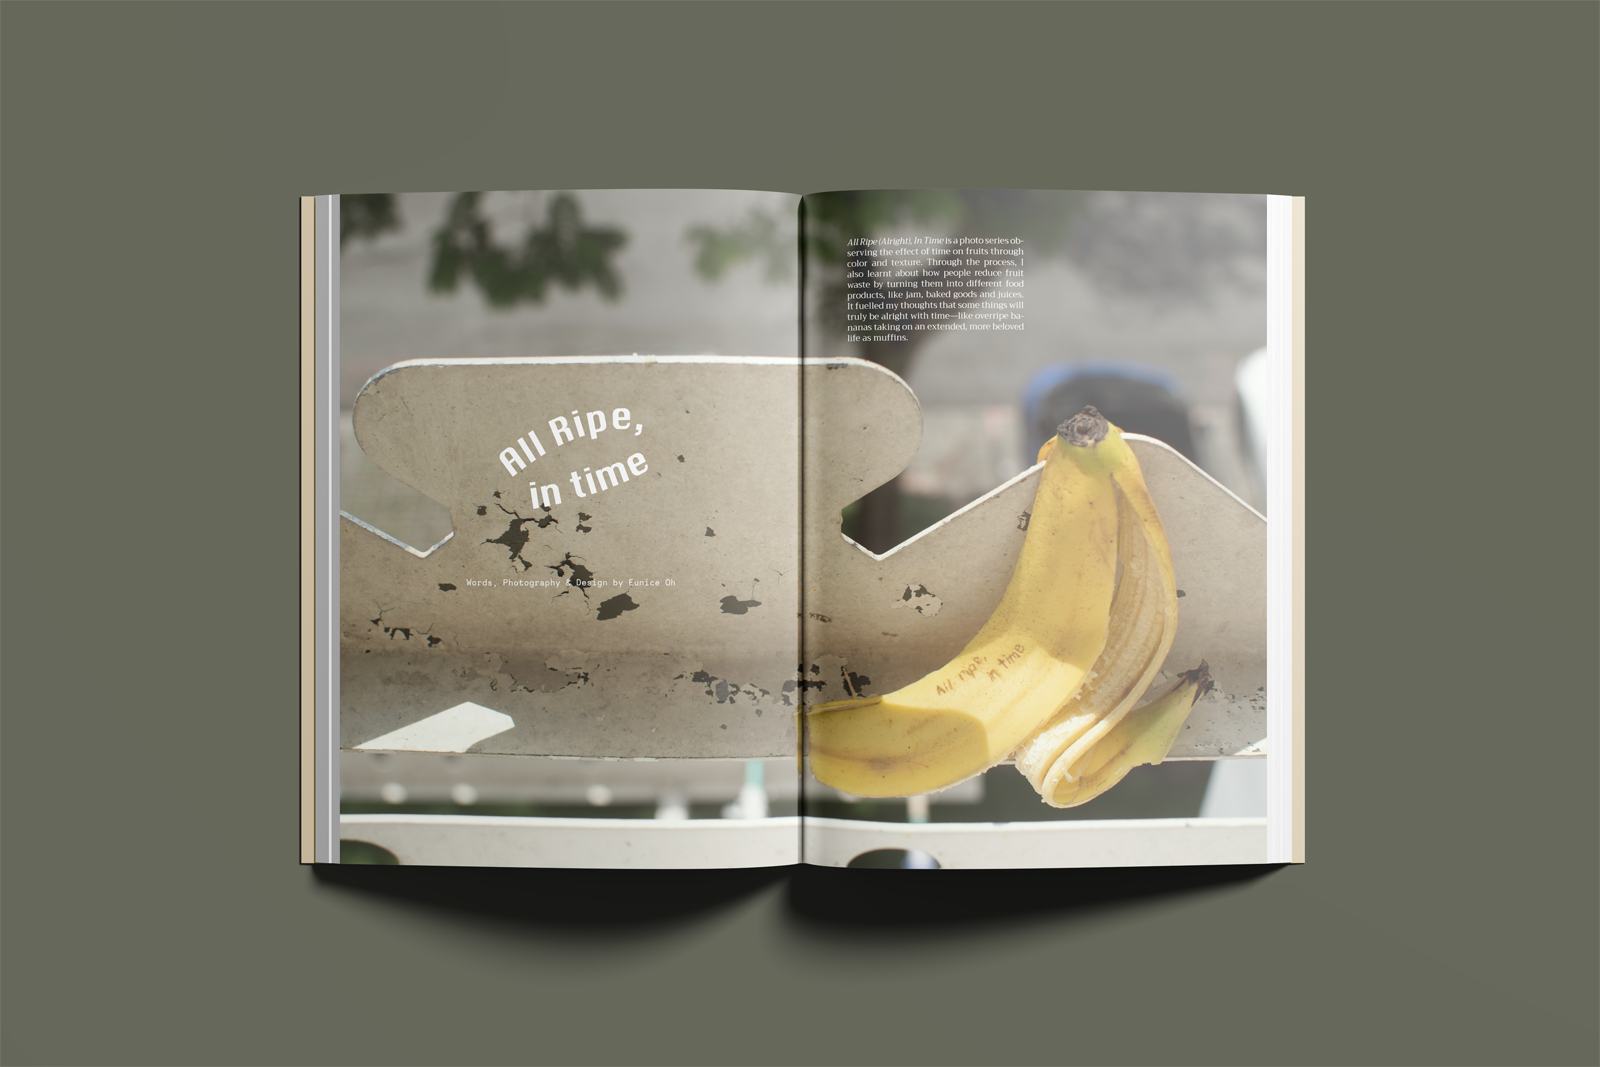 All Ripe,
in time
Words, Photography & Design by Eunice Oh
All Ripe (Alright), In Time is a photo series ob-
serving the effect of time on fruits through
color and texture. Through the process, I
also learnt about how people reduce fruit
waste by turning them into different food
products, like jam, baked goods and juices.
It fuelled my thoughts that some things will
truly be alright with time—like overripe ba-
nanas taking on an extended, more beloved
life as muffins.
All ripe,
in time